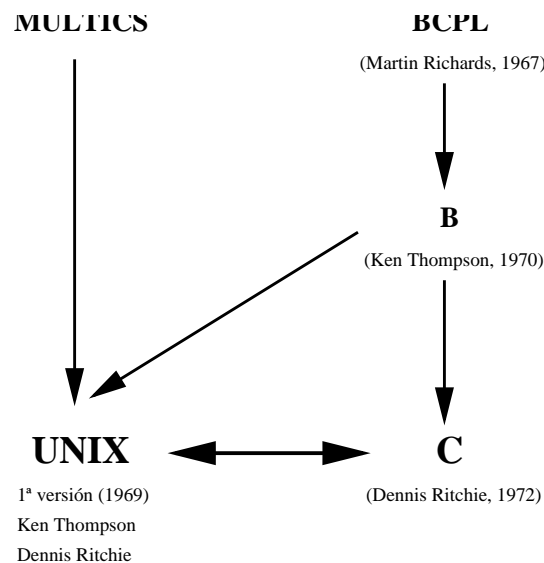 MULTICS
BCPL
(Martin Richards, 1967)
B
(Ken Thompson, 1970)
UNIX
C
1ª versión (1969)
(Dennis Ritchie, 1972)
Ken Thompson
Dennis Ritchie